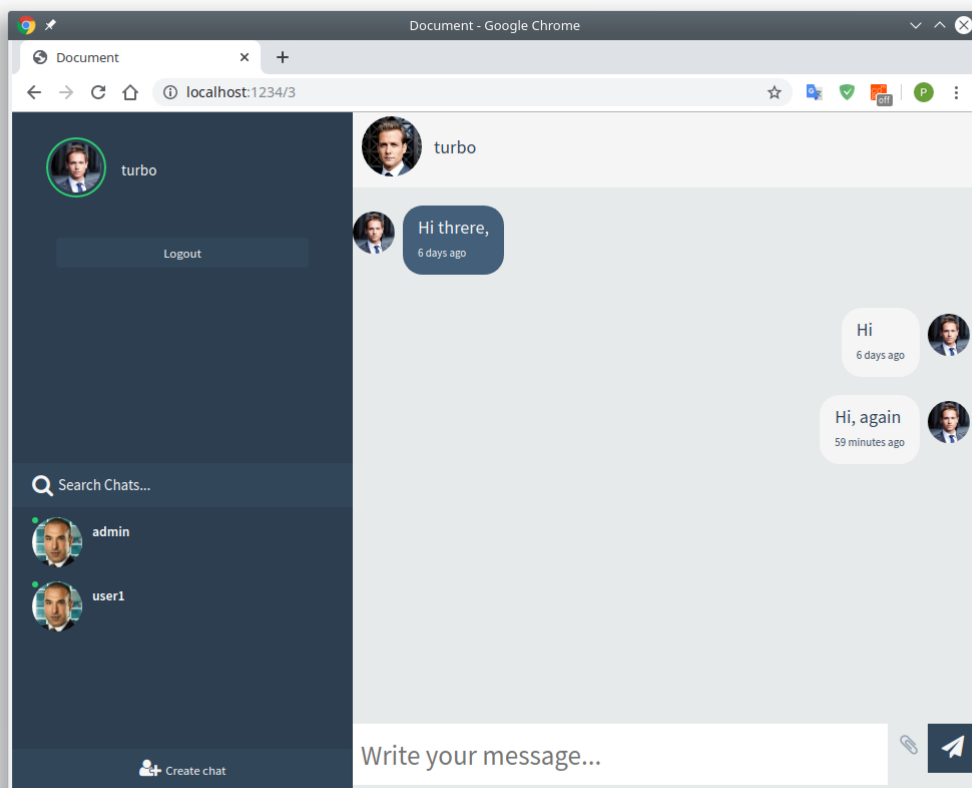 Document - Google Chrome
Document
localhost:1234/3
P
off
turbo
Logout
Search Chats...
admin
user1
Create chat
turbo
Hi threre,
6 days ago
Hi
6 days ago
Hi, again
59 minutes ago
Write your message...